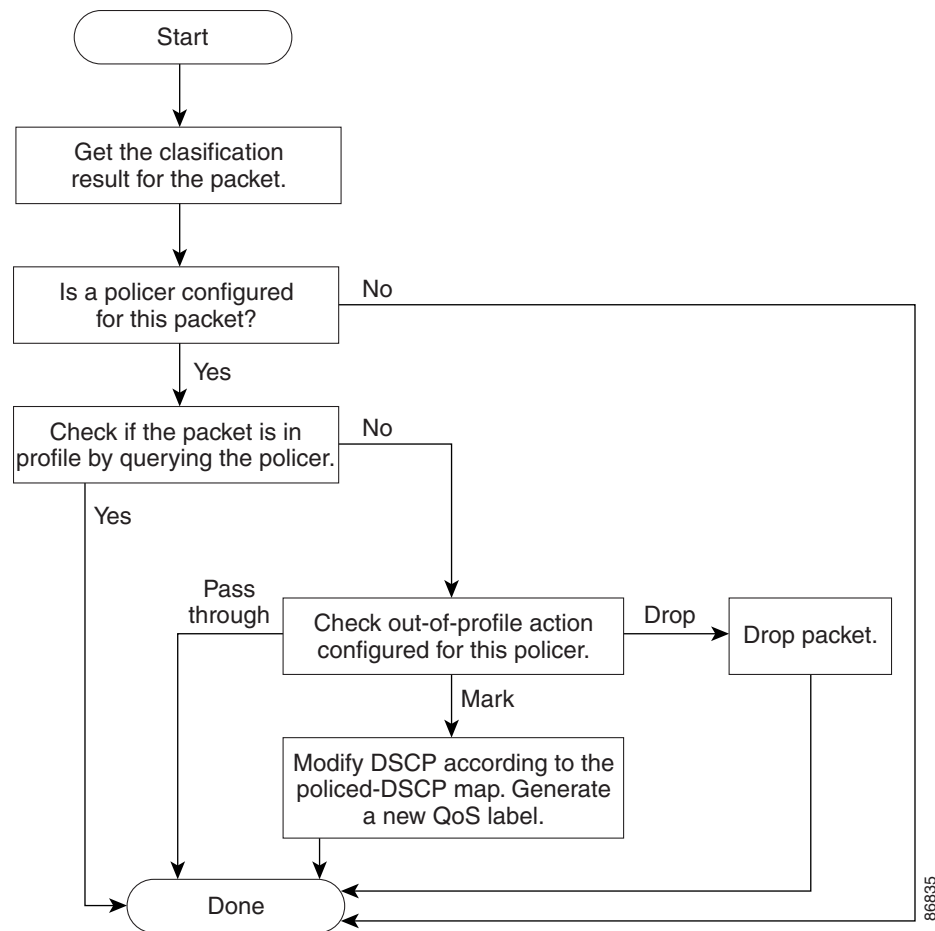 Start
Get the clasification
result for the packet.
Is a policer configured
for this packet?
No
Yes
Check if the packet is in
profile by querying the policer.
No
Yes
Pass
through
Check out-of-profile action
configured for this policer.
Drop
Drop packet.
Mark
Modify DSCP according to the
policed-DSCP map. Generate
a new QoS label.
Done
86835